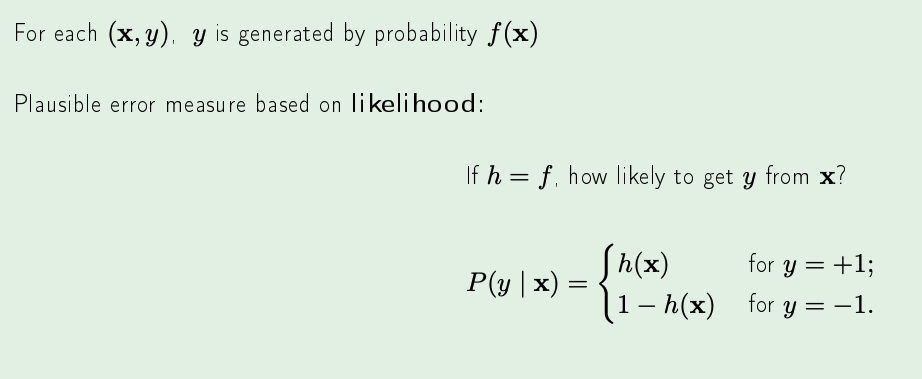 For each (x, y), y is generated by probability f(x)
Plausible error measure based on likelihood:
If h = f, how likely to get y from x?
P(y | x) = { h(x) for y = +1;
1 − h(x) for y = −1.